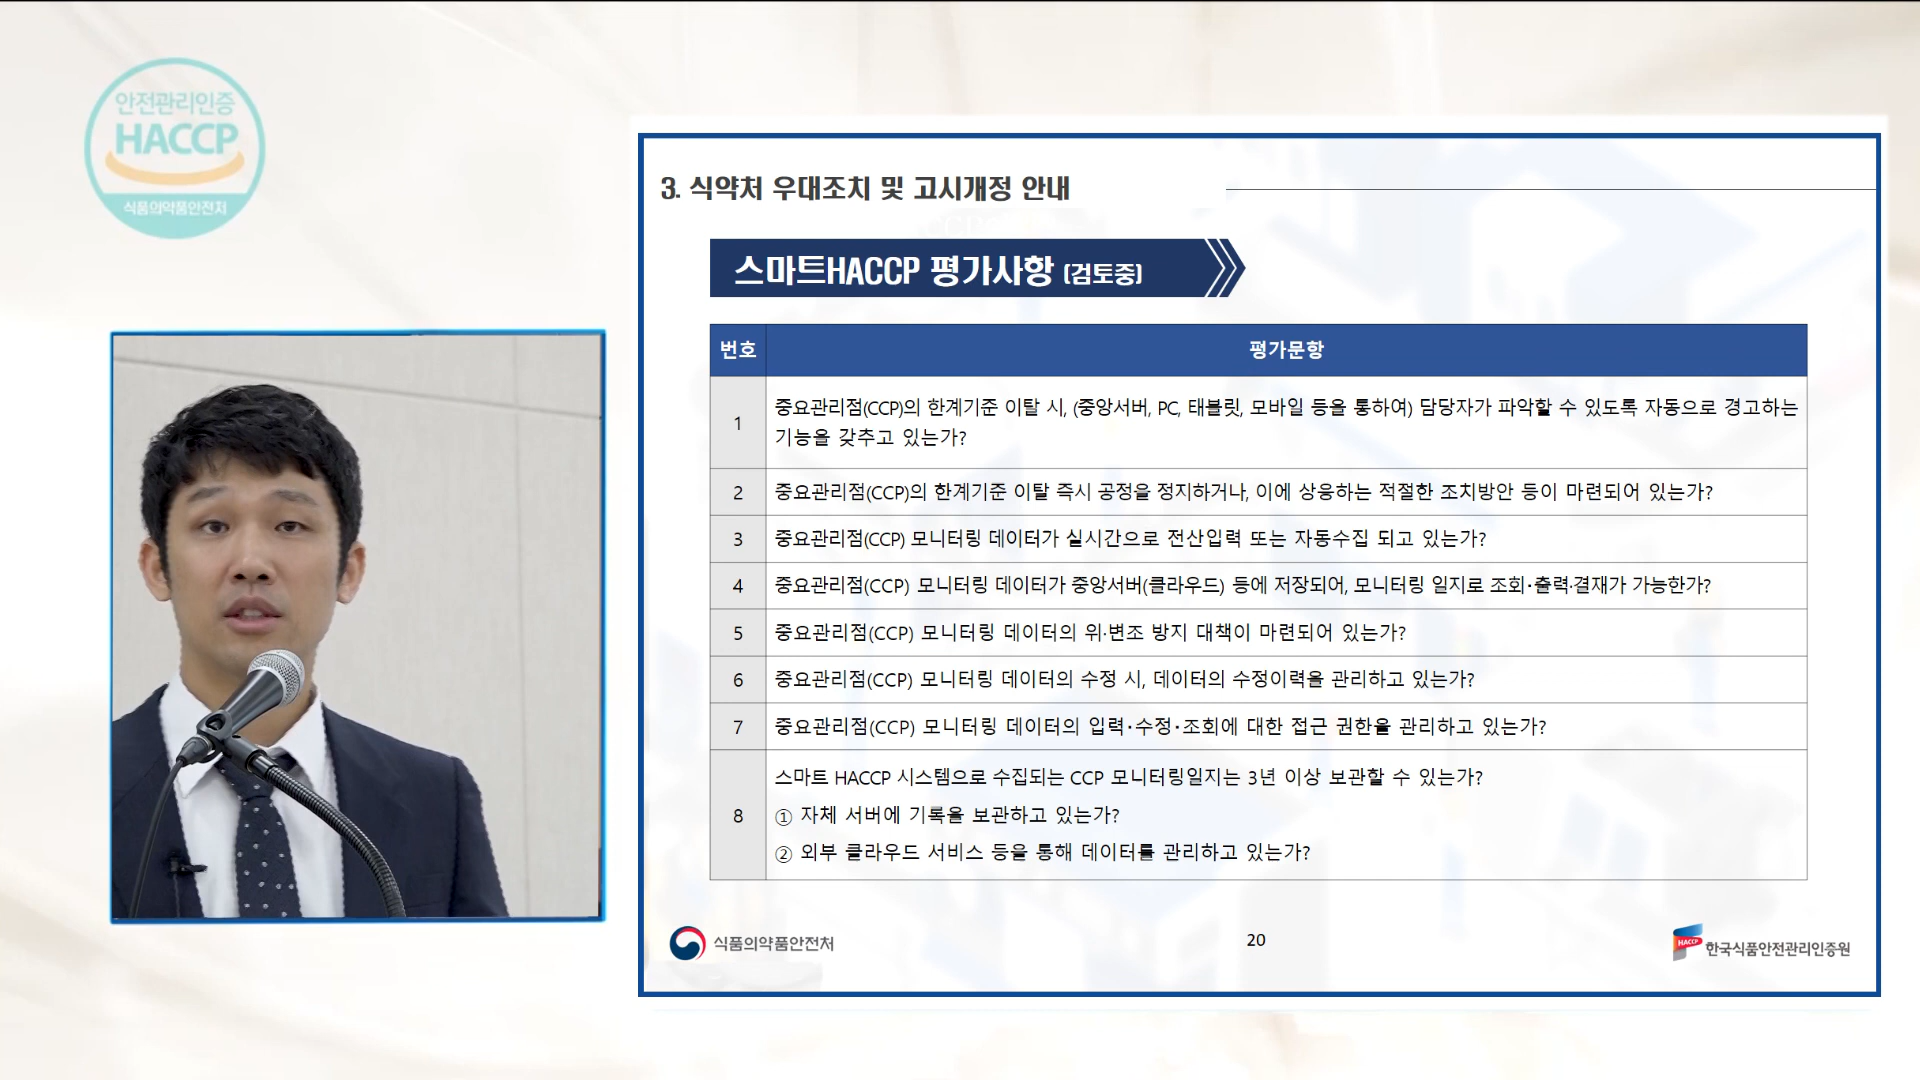 안전관리인증
HACCP
식품의약품안전처
3. 식약처 우대조치 및 고시개정 안내
스마트HACCP 평가사항 (검토중)
번호 평가문항
1 중요관리점(CCP)의 한계기준 이탈 시, (중앙서버, PC, 태블릿, 모바일 등을 통하여) 담당자가 파악할 수 있도록 자동으로 경고하는
기능을 갖추고 있는가?
2 중요관리점(CCP)의 한계기준 이탈 즉시 공정을 정지하거나, 이에 상응하는 적절한 조치방안 등이 마련되어 있는가?
3 중요관리점(CCP) 모니터링 데이터가 실시간으로 전산입력 또는 자동수집 되고 있는가?
4 중요관리점(CCP) 모니터링 데이터가 중앙서버(클라우드) 등에 저장되어, 모니터링 일지로 조회·출력·결재가 가능한가?
5 중요관리점(CCP) 모니터링 데이터의 위·변조 방지 대책이 마련되어 있는가?
6 중요관리점(CCP) 모니터링 데이터의 수정 시, 데이터의 수정이력을 관리하고 있는가?
7 중요관리점(CCP) 모니터링 데이터의 입력·수정·조회에 대한 접근 권한을 관리하고 있는가?
8 스마트 HACCP 시스템으로 수집되는 CCP 모니터링일지는 3년 이상 보관할 수 있는가?
① 자체 서버에 기록을 보관하고 있는가?
② 외부 클라우드 서비스 등을 통해 데이터를 관리하고 있는가?
식품의약품안전처
20
HACCP 한국식품안전관리인증원